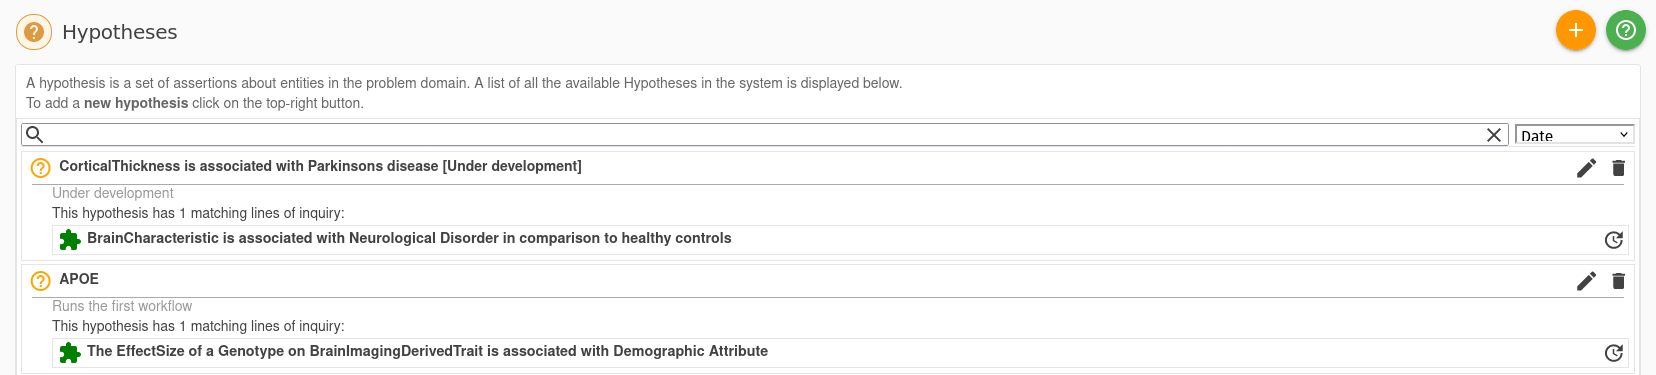 Hypotheses
A hypothesis is a set of assertions about entities in the problem domain. A list of all the available Hypotheses in the system is displayed below.
To add a new hypothesis click on the top-right button.
Date
CorticalThickness is associated with Parkinsons disease [Under development]
Under development
This hypothesis has 1 matching lines of inquiry:
BrainCharacteristic is associated with Neurological Disorder in comparison to healthy controls
APOE
Runs the first workflow
This hypothesis has 1 matching lines of inquiry:
The EffectSize of a Genotype on BrainImagingDerivedTrait is associated with Demographic Attribute